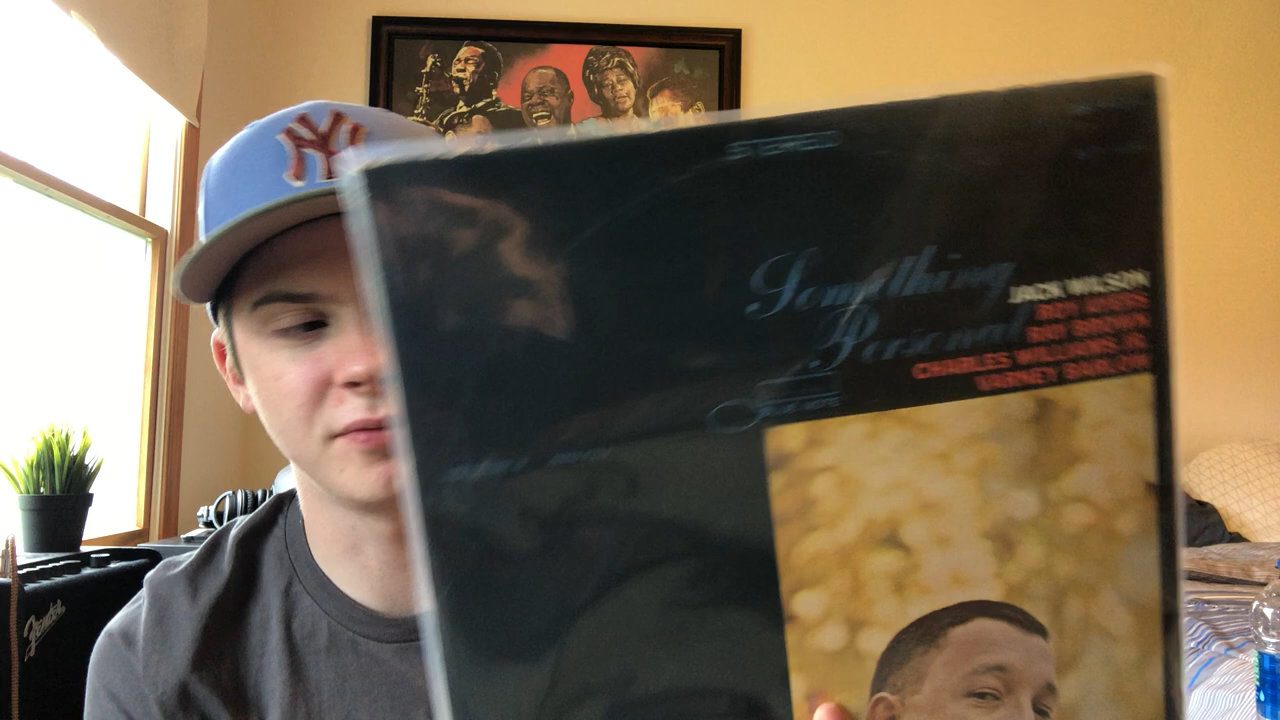 NY
STEREO
Something
Personal
JACK WILSON
ROY AYERS
RAY BROWN
CHARLES WILLIAMS JR.
VARNEY BARLOW
Fender